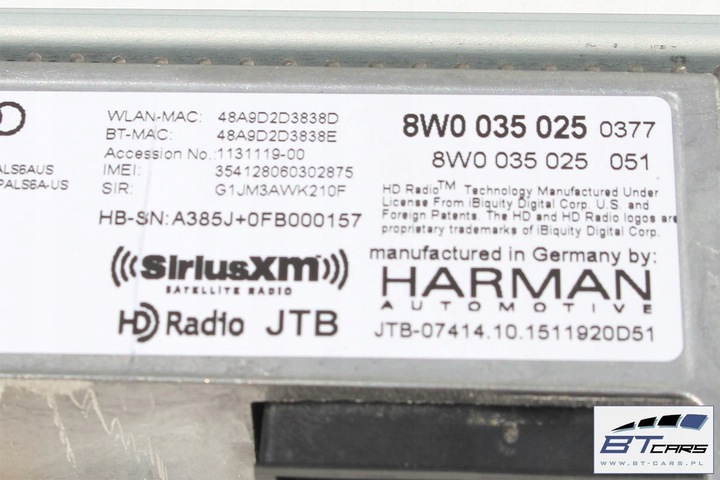 WLAN-MAC: 48A9D2D3838D
BT-MAC: 48A9D2D3838E
Accession No.:1131119-00
IMEI: 354128060302875
SIR: G1JM3AWK210F
HB-SN: A385J+0FB000157
ALS6AUS
PALS6A-US
((SiriusXM))
SATELLITE RADIO
HD Radio JTB
8W0 035 025 0377
8W0 035 025 051
HD Radio™ Technology Manufactured Under
License From iBiquity Digital Corp. U.S. and
Foreign Patents. The HD and HD Radio logos are
proprietary trademarks of iBiquity Digital Corp.
manufactured in Germany by:
HARMAN
AUTOMOTIVE
JTB-07414.10.1511920D51
BT CARS
WWW.BT-CARS.PL